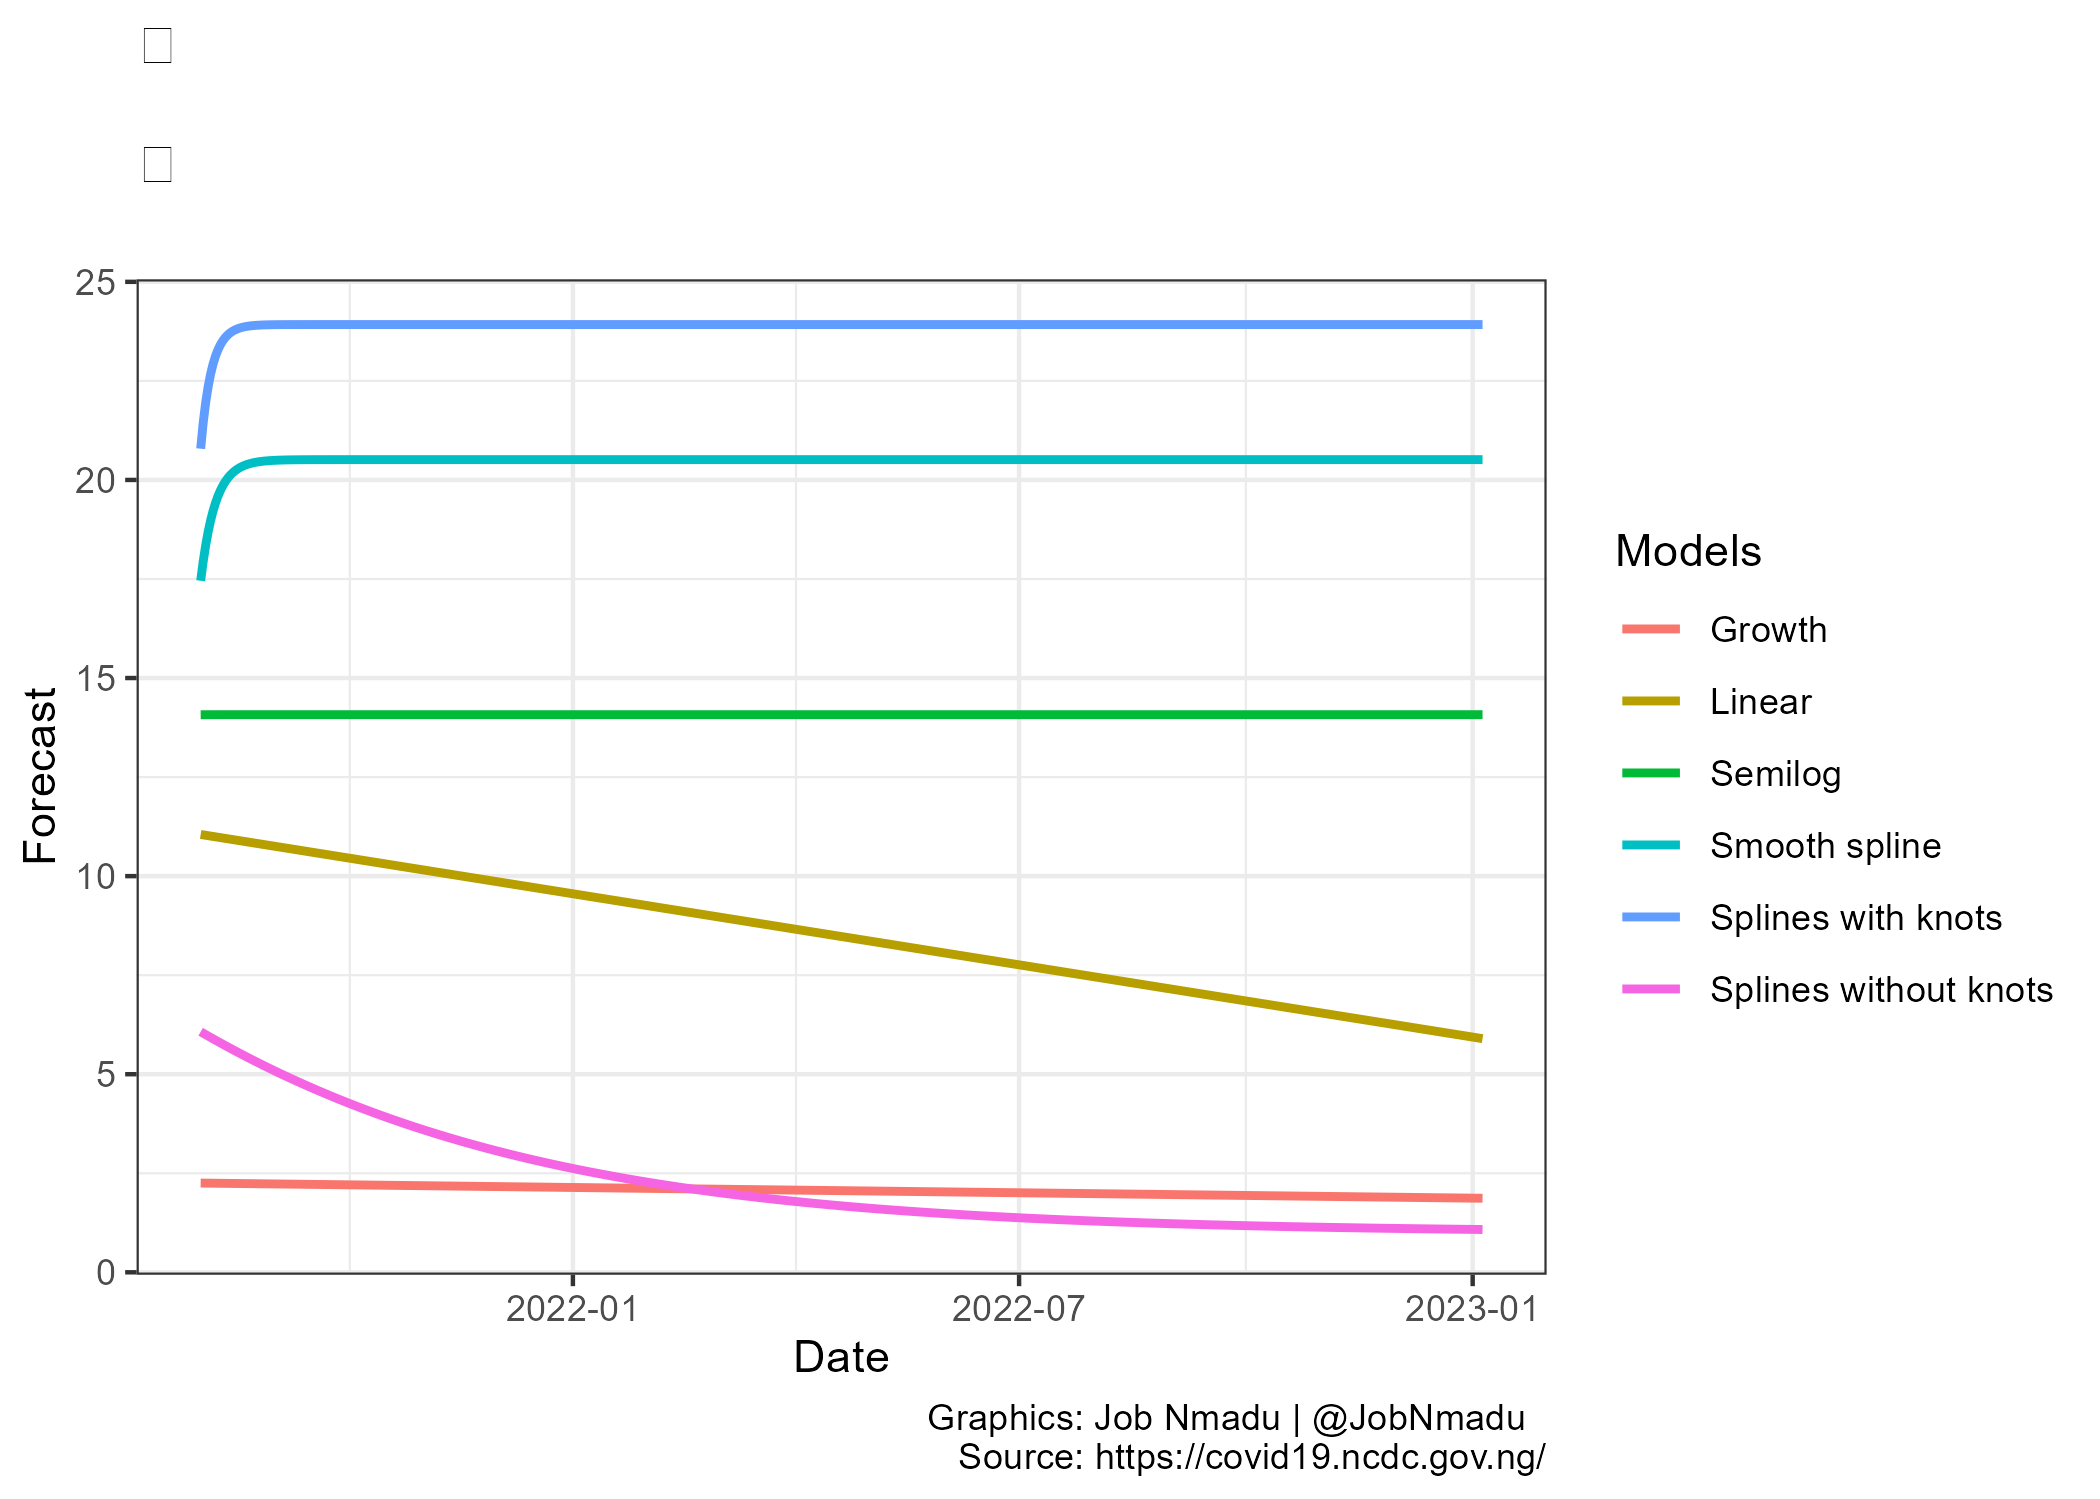 25
20
15
10
5
0
Forecast
2022-01
2022-07
2023-01
Date
Models
Growth
Linear
Semilog
Smooth spline
Splines with knots
Splines without knots
Graphics: Job Nmadu | @JobNmadu
Source: https://covid19.ncdc.gov.ng/